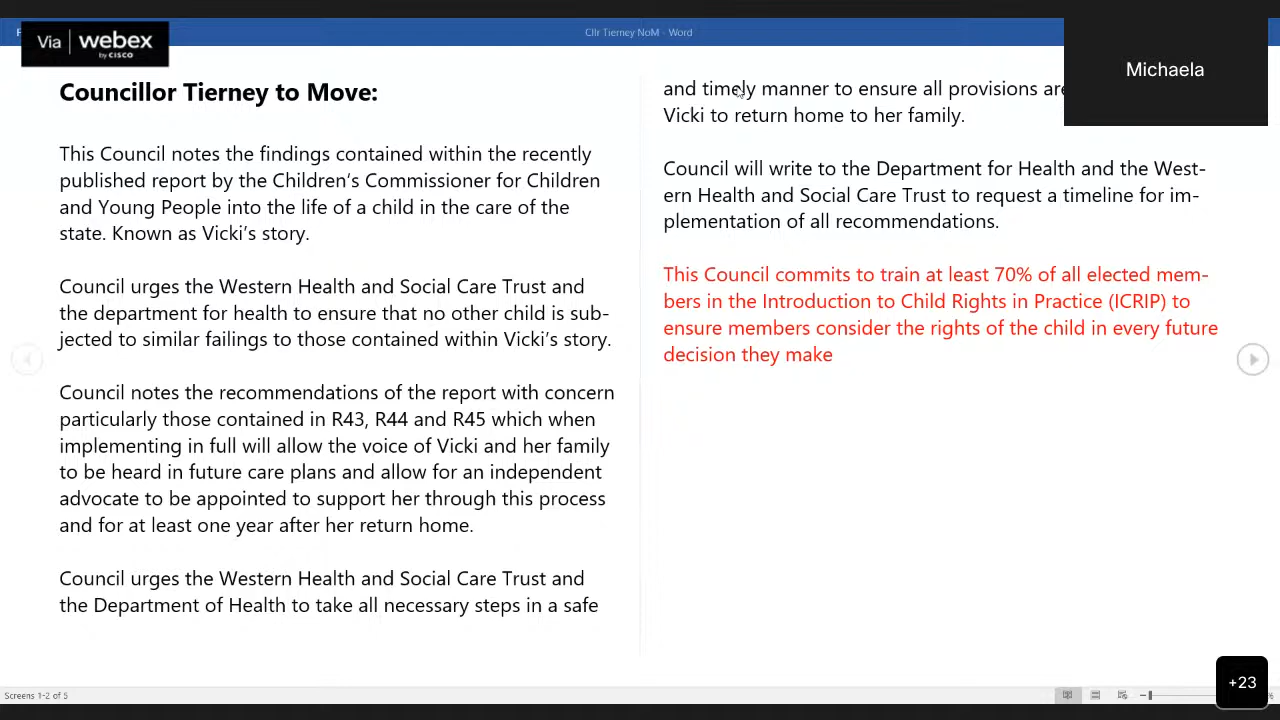 Via webex
by CISCO
Cllr Tierney NoM - Word
Michaela
Councillor Tierney to Move:
This Council notes the findings contained within the recently
published report by the Children's Commissioner for Children
and Young People into the life of a child in the care of the
state. Known as Vicki's story.
Council urges the Western Health and Social Care Trust and
the department for health to ensure that no other child is sub-
jected to similar failings to those contained within Vicki's story.
Council notes the recommendations of the report with concern
particularly those contained in R43, R44 and R45 which when
implementing in full will allow the voice of Vicki and her family
to be heard in future care plans and allow for an independent
advocate to be appointed to support her through this process
and for at least one year after her return home.
Council urges the Western Health and Social Care Trust and
the Department of Health to take all necessary steps in a safe
and timely manner to ensure all provisions are
Vicki to return home to her family.
Council will write to the Department for Health and the West-
ern Health and Social Care Trust to request a timeline for im-
plementation of all recommendations.
This Council commits to train at least 70% of all elected mem-
bers in the Introduction to Child Rights in Practice (ICRIP) to
ensure members consider the rights of the child in every future
decision they make
Screens 1-2 of 5
+23